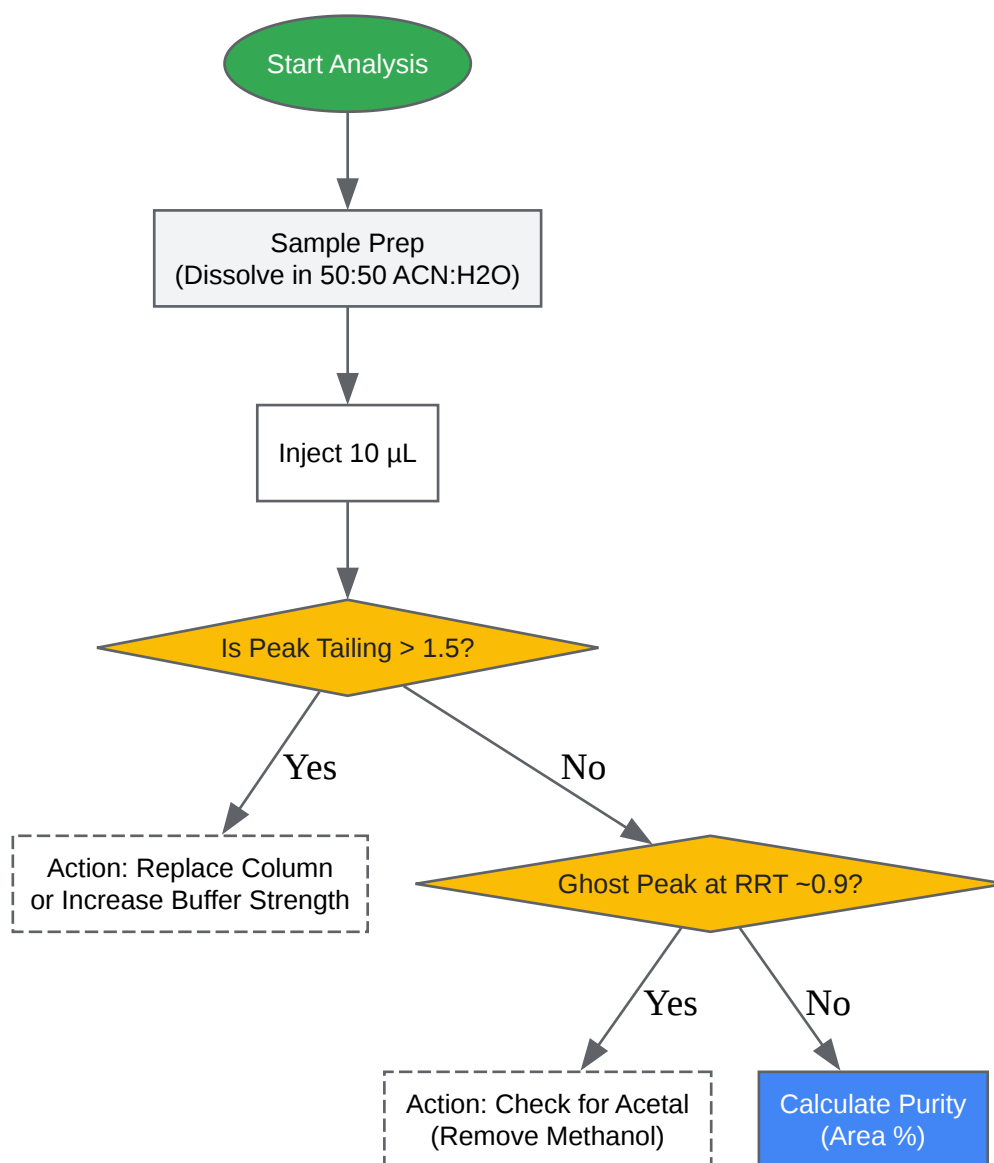 Start Analysis
Sample Prep
(Dissolve in 50:50 ACN:H2O)
Inject 10 µL
Is Peak Tailing > 1.5?
Yes
No
Action: Replace Column
or Increase Buffer Strength
Ghost Peak at RRT ~0.9?
Yes
No
Action: Check for Acetal
(Remove Methanol)
Calculate Purity
(Area %)